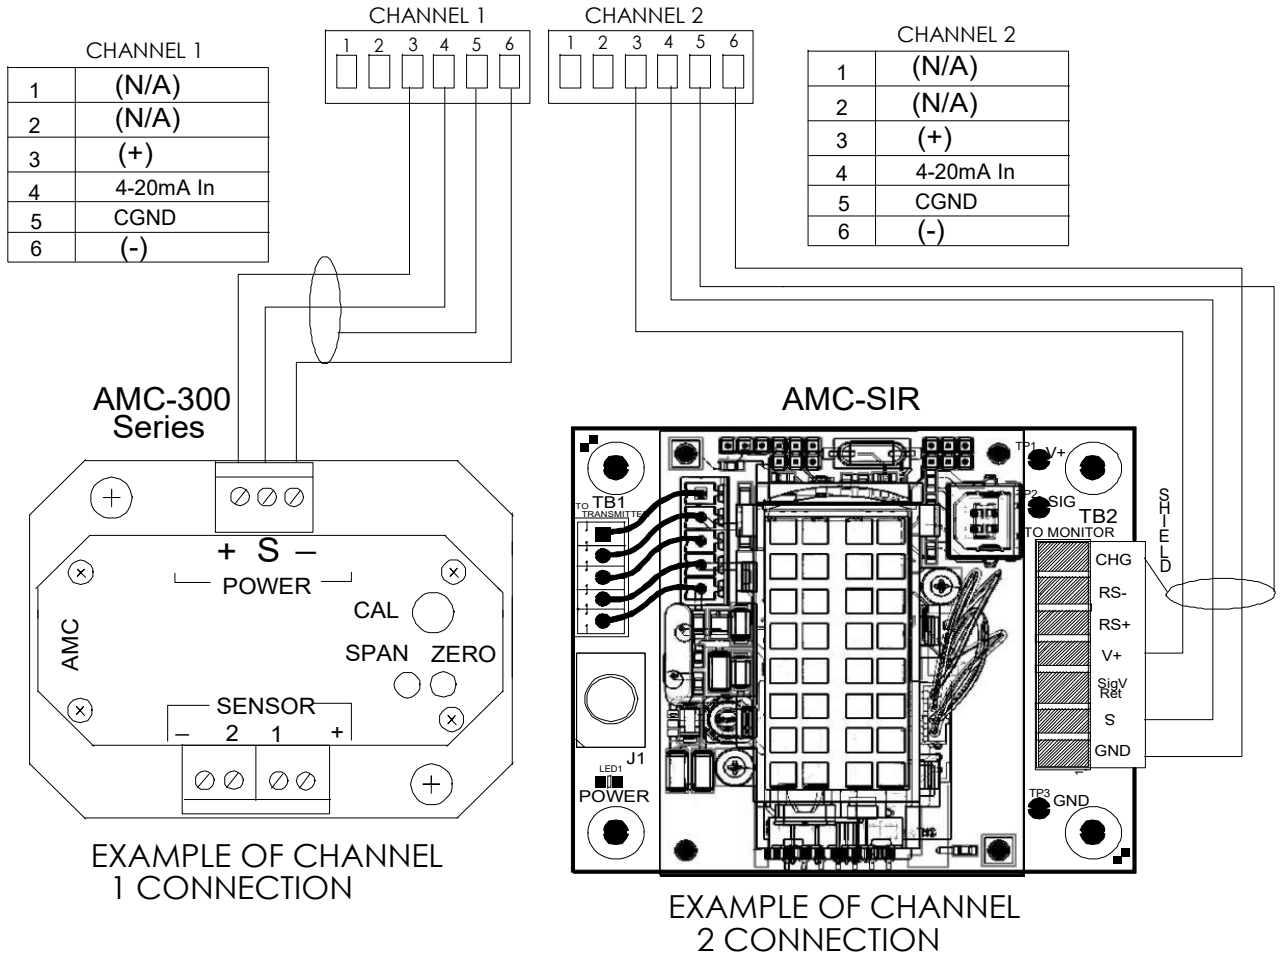 CHANNEL 1
1 2 3 4 5 6
CHANNEL 2
1 2 3 4 5 6
CHANNEL 1
1 (N/A)
2 (N/A)
3 (+)
4 4-20mA In
5 CGND
6 (-)
CHANNEL 2
1 (N/A)
2 (N/A)
3 (+)
4 4-20mA In
5 CGND
6 (-)
AMC-300
Series
+ S –
POWER
CAL
SPAN ZERO
AMC
SENSOR
– 2 1 +
EXAMPLE OF CHANNEL
1 CONNECTION
AMC-SIR
TB1
TO
TRANSMITTER
J1
LED1
POWER
TP1 V+
TP2 SIG
TB2
TO MONITOR
CHG
RS-
RS+
V+
SigV
Ret
S
GND
1
TP3 GND
SHIELD
EXAMPLE OF CHANNEL
2 CONNECTION